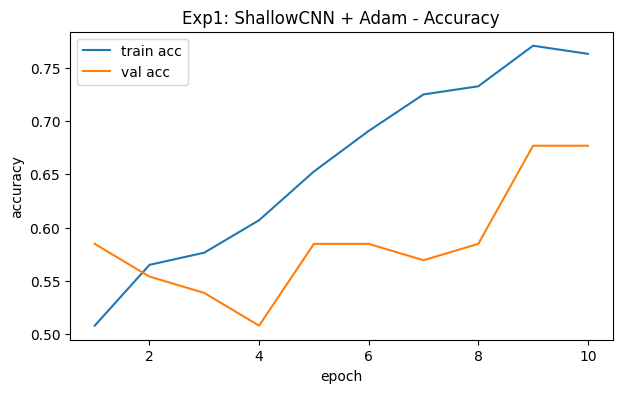 Exp1: ShallowCNN + Adam - Accuracy
train acc
val acc
accuracy
0.75
0.70
0.65
0.60
0.55
0.50
2 4 6 8 10
epoch